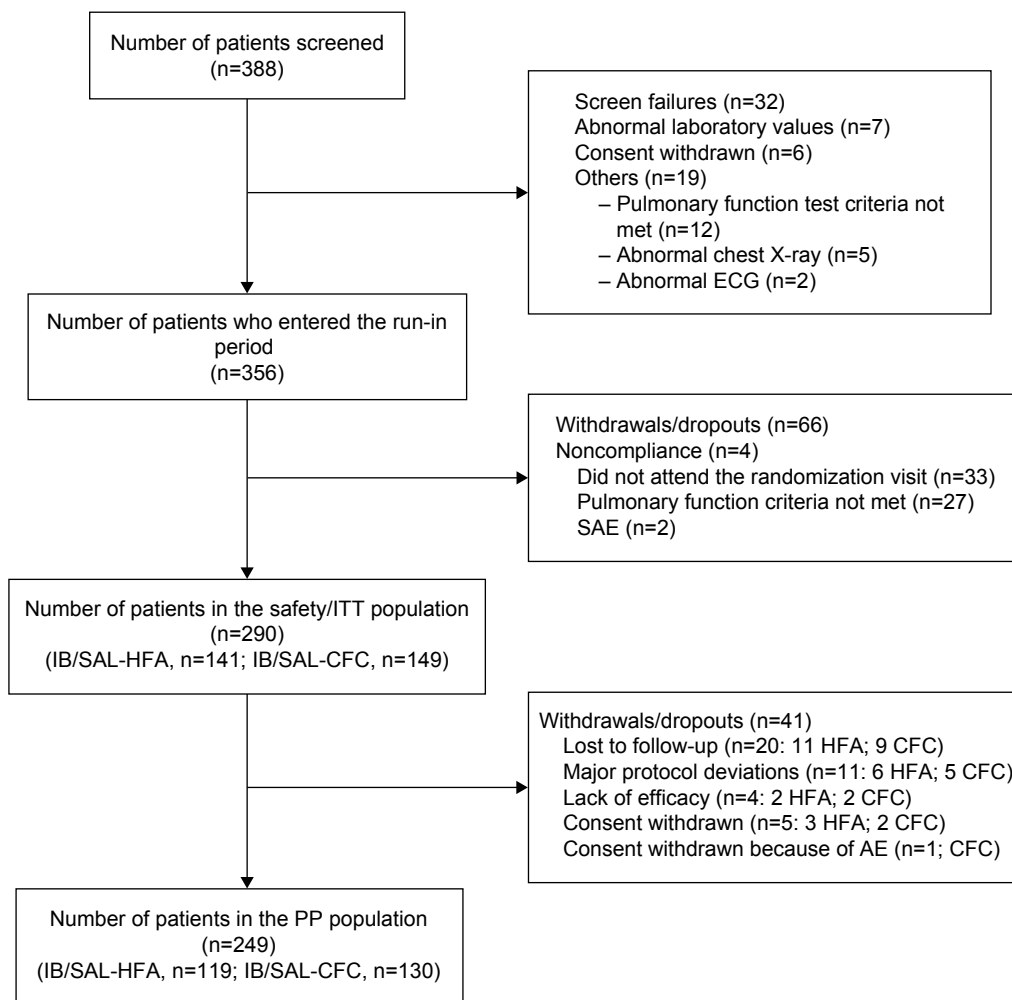 Number of patients screened
(n=388)
Screen failures (n=32)
Abnormal laboratory values (n=7)
Consent withdrawn (n=6)
Others (n=19)
– Pulmonary function test criteria not
met (n=12)
– Abnormal chest X-ray (n=5)
– Abnormal ECG (n=2)
Number of patients who entered the run-in
period
(n=356)
Withdrawals/dropouts (n=66)
Noncompliance (n=4)
Did not attend the randomization visit (n=33)
Pulmonary function criteria not met (n=27)
SAE (n=2)
Number of patients in the safety/ITT population
(n=290)
(IB/SAL-HFA, n=141; IB/SAL-CFC, n=149)
Withdrawals/dropouts (n=41)
Lost to follow-up (n=20: 11 HFA; 9 CFC)
Major protocol deviations (n=11: 6 HFA; 5 CFC)
Lack of efficacy (n=4: 2 HFA; 2 CFC)
Consent withdrawn (n=5: 3 HFA; 2 CFC)
Consent withdrawn because of AE (n=1; CFC)
Number of patients in the PP population
(n=249)
(IB/SAL-HFA, n=119; IB/SAL-CFC, n=130)